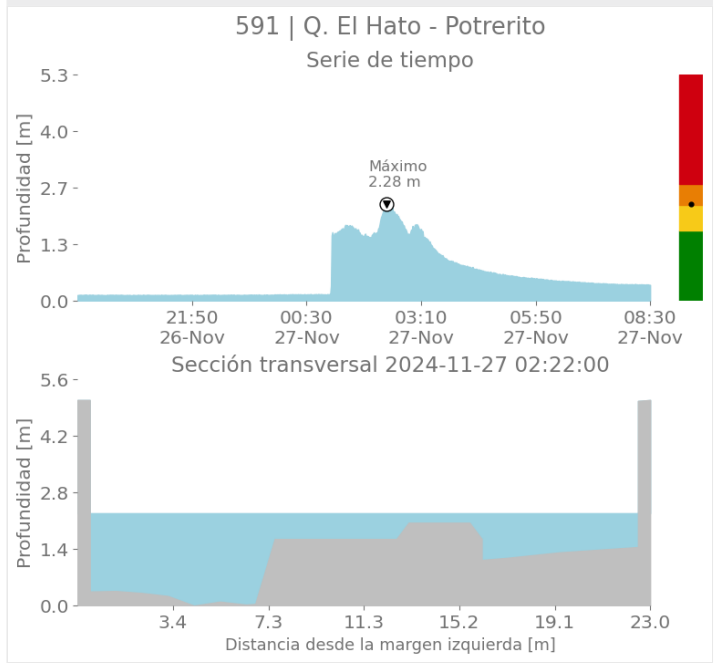 591 | Q. El Hato - Potrerito
Serie de tiempo
5.3
4.0
2.7
1.3
0.0
Profundidad [m]
Máximo
2.28 m
21:50 00:30 03:10 05:50 08:30
26-Nov 27-Nov 27-Nov 27-Nov 27-Nov
Sección transversal 2024-11-27 02:22:00
5.6
4.2
2.8
1.4
0.0
Profundidad [m]
3.4 7.3 11.3 15.2 19.1 23.0
Distancia desde la margen izquierda [m]